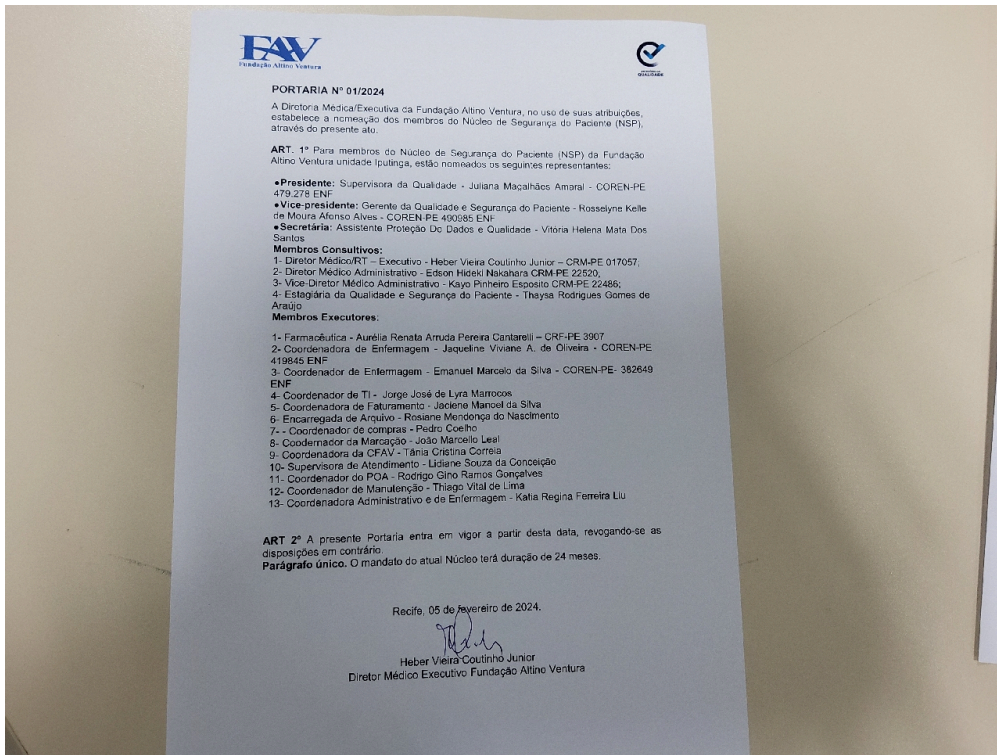 FAV
Fundação Altino Ventura
QUALIDADE
PORTARIA Nº 01/2024
A Diretoria Médica/Executiva da Fundação Altino Ventura, no uso de suas atribuições,
estabelece a nomeação dos membros do Núcleo de Segurança do Paciente (NSP),
através do presente ato.
ART. 1º Para membros do Núcleo de Segurança do Paciente (NSP) da Fundação
Altino Ventura unidade Iputinga, estão nomeados os seguintes representantes:
●Presidente: Supervisora da Qualidade - Juliana Magalhães Amaral - COREN-PE
479.278 ENF
●Vice-presidente: Gerente da Qualidade e Segurança do Paciente - Rosselyne Kelle
de Moura Afonso Alves - COREN-PE 490985 ENF
●Secretária: Assistente Proteção De Dados e Qualidade - Vitória Helena Mata Dos
Santos
Membros Consultivos:
1- Diretor Médico/RT – Executivo - Heber Vieira Coutinho Junior – CRM-PE 017057;
2- Diretor Médico Administrativo - Edson Hideki Nakahara CRM-PE 22520;
3- Vice-Diretor Médico Administrativo - Kayo Pinheiro Esposito CRM-PE 22486;
4- Estagiária da Qualidade e Segurança do Paciente - Thaysa Rodrigues Gomes de
Araújo
Membros Executores:
1- Farmacêutica - Aurélia Renata Arruda Pereira Cantarelli – CRF-PE 3907
2- Coordenadora de Enfermagem - Jaqueline Viviane A. de Oliveira - COREN-PE
419845 ENF
3- Coordenador de Enfermagem - Emanuel Marcelo da Silva - COREN-PE- 382649
ENF
4- Coordenador de TI - Jorge José de Lyra Marrocos
5- Coordenadora de Faturamento - Jaciene Manoel da Silva
6- Encarregada de Arquivo - Rosiane Mendonça do Nascimento
7- - Coordenador de compras - Pedro Coelho
8- Coodernador da Marcação - João Marcello Leal
9- Coordenadora da CFAV - Tânia Cristina Correia
10- Supervisora de Atendimento - Lidiane Souza da Conceição
11- Coordenador do POA - Rodrigo Gino Ramos Gonçalves
12- Coordenador de Manutenção - Thiago Vital de Lima
13- Coordenadora Administrativo e de Enfermagem - Katia Regina Ferreira Liu
ART 2º A presente Portaria entra em vigor a partir desta data, revogando-se as
disposições em contrário.
Parágrafo único. O mandato do atual Núcleo terá duração de 24 meses.
Recife, 05 de fevereiro de 2024.
Heber Vieira Coutinho Junior
Diretor Médico Executivo Fundação Altino Ventura